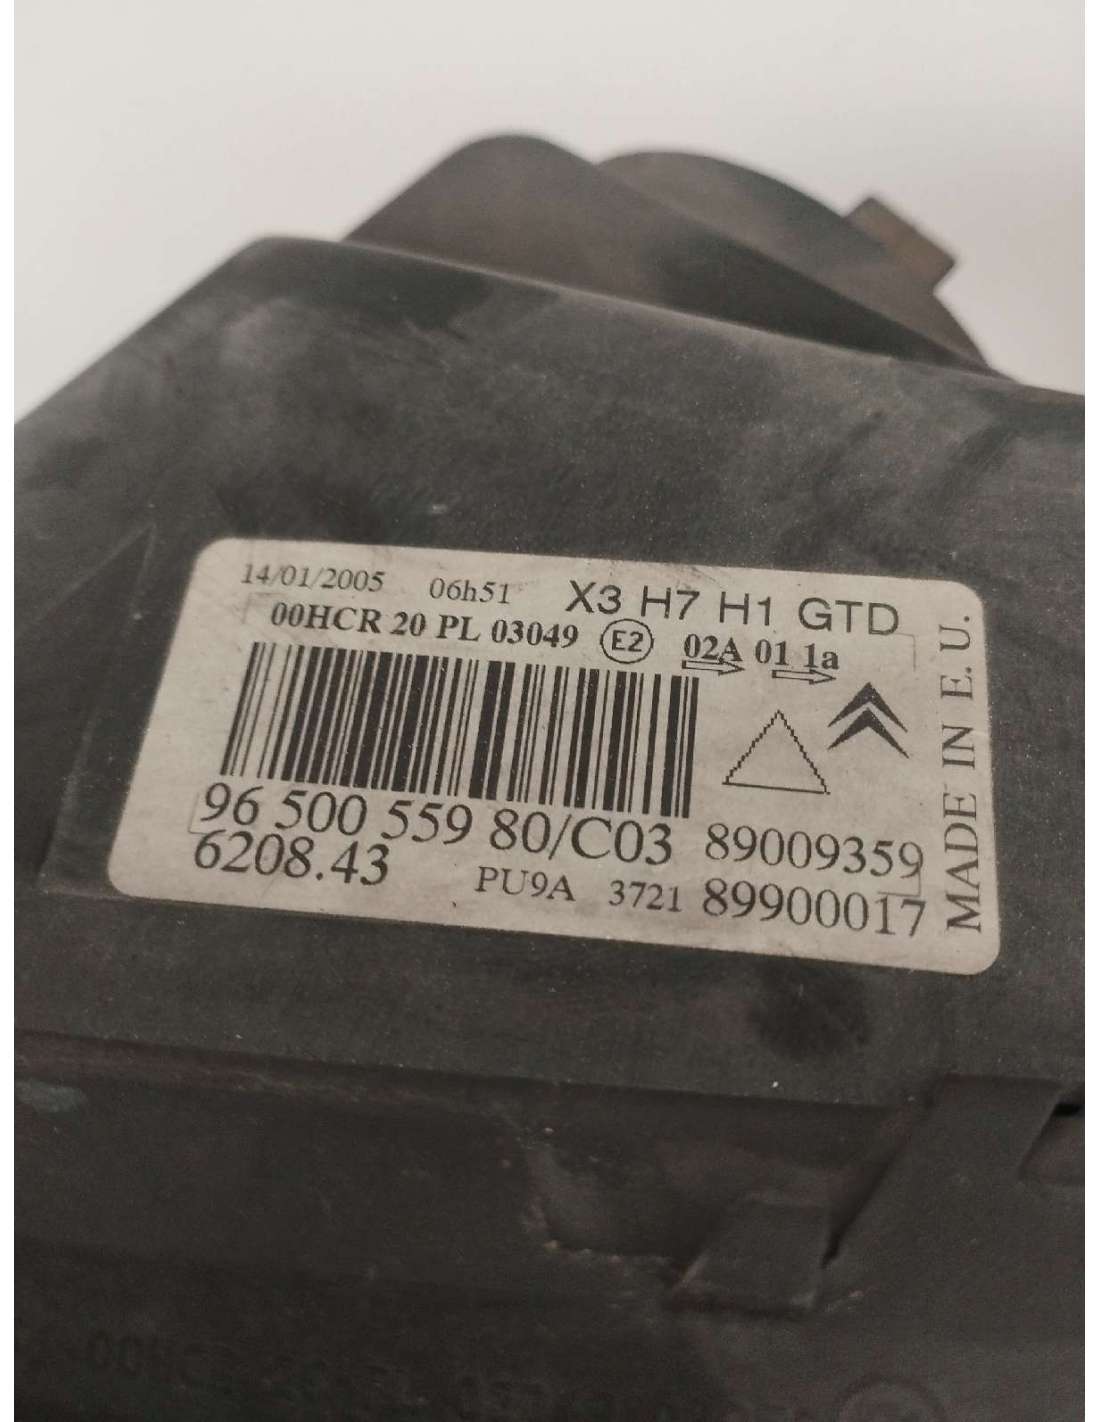 14/01/2005 06h51 X3 H7 H1 GTD
00HCR 20 PL 03049 E2 02A 01 1a
96 500 559 80/C03 89009359
6208.43 PU9A 3721 89900017
MADE IN E.U.